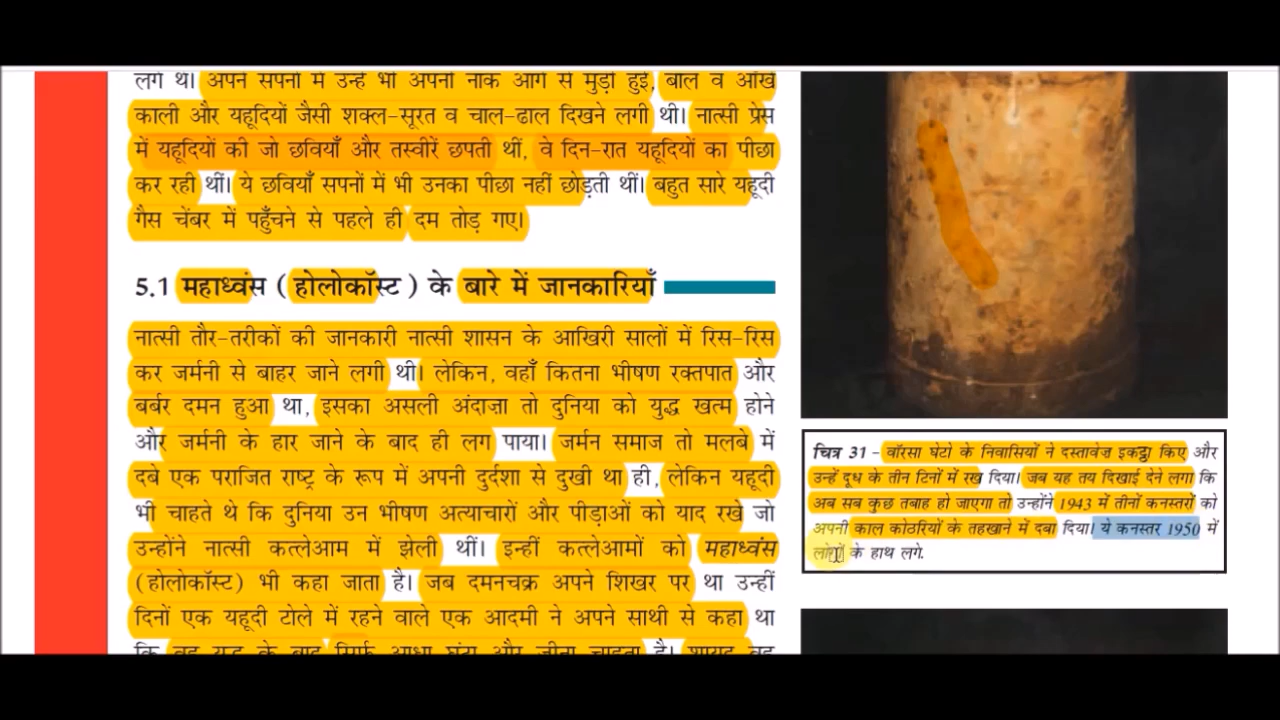 लगे थे। अपने सपनों में उन्हें भी अपनी नाक आगे से मुड़ी हुई, बाल व आँखें
काली और यहूदियों जैसी शक्ल-सूरत व चाल-ढाल दिखने लगी थी। नात्सी प्रेस
में यहूदियों की जो छवियाँ और तस्वीरें छपती थीं, वे दिन-रात यहूदियों का पीछा
कर रही थीं। ये छवियाँ सपनों में भी उनका पीछा नहीं छोड़ती थीं। बहुत सारे यहूदी
गैस चेंबर में पहुँचने से पहले ही दम तोड़ गए।
5.1 महाध्वंस (होलोकॉस्ट) के बारे में जानकारियाँ
नात्सी तौर-तरीकों की जानकारी नात्सी शासन के आखिरी सालों में रिस-रिस
कर जर्मनी से बाहर जाने लगी थी। लेकिन, वहाँ कितना भीषण रक्तपात और
बर्बर दमन हुआ था, इसका असली अंदाज़ा तो दुनिया को युद्ध खत्म होने
और जर्मनी के हार जाने के बाद ही लग पाया। जर्मन समाज तो मलबे में
दबे एक पराजित राष्ट्र के रूप में अपनी दुर्दशा से दुखी था ही, लेकिन यहूदी
भी चाहते थे कि दुनिया उन भीषण अत्याचारों और पीड़ाओं को याद रखे जो
उन्होंने नात्सी कत्लेआम में झेली थीं। इन्हीं कत्लेआमों को महाध्वंस
(होलोकॉस्ट) भी कहा जाता है। जब दमनचक्र अपने शिखर पर था उन्हीं
दिनों एक यहूदी टोले में रहने वाले एक आदमी ने अपने साथी से कहा था
कि वह युद्ध के बाद सिर्फ़ आधा घंटा और जीना चाहता है। शायद वह
चित्र 31 – वॉरसा घेटो के निवासियों ने दस्तावेज़ इकट्ठा किए और
उन्हें दूध के तीन टिनों में रख दिया। जब यह तय दिखाई देने लगा कि
अब सब कुछ तबाह हो जाएगा तो उन्होंने 1943 में तीनों कनस्तरों को
अपनी काल कोठरियों के तहखाने में दबा दिया। ये कनस्तर 1950 में
लोगों के हाथ लगे.